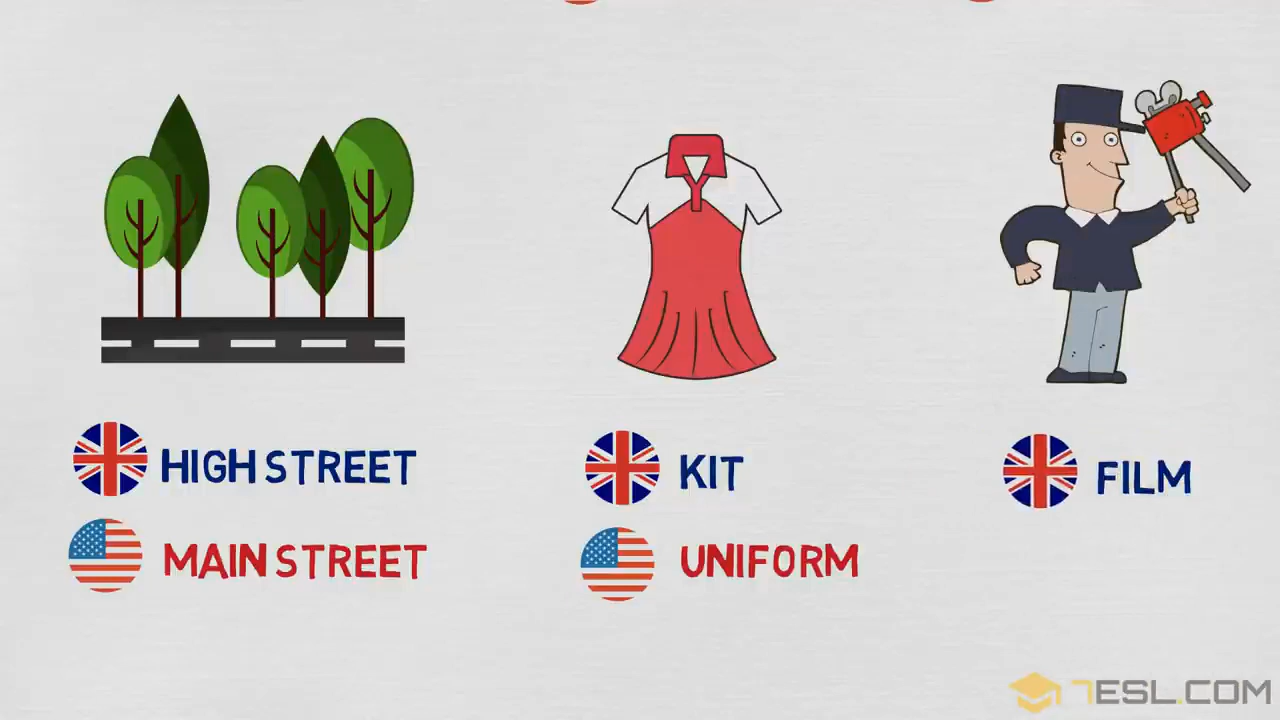 HIGH STREET
MAIN STREET
KIT
UNIFORM
FILM
7ESL.COM